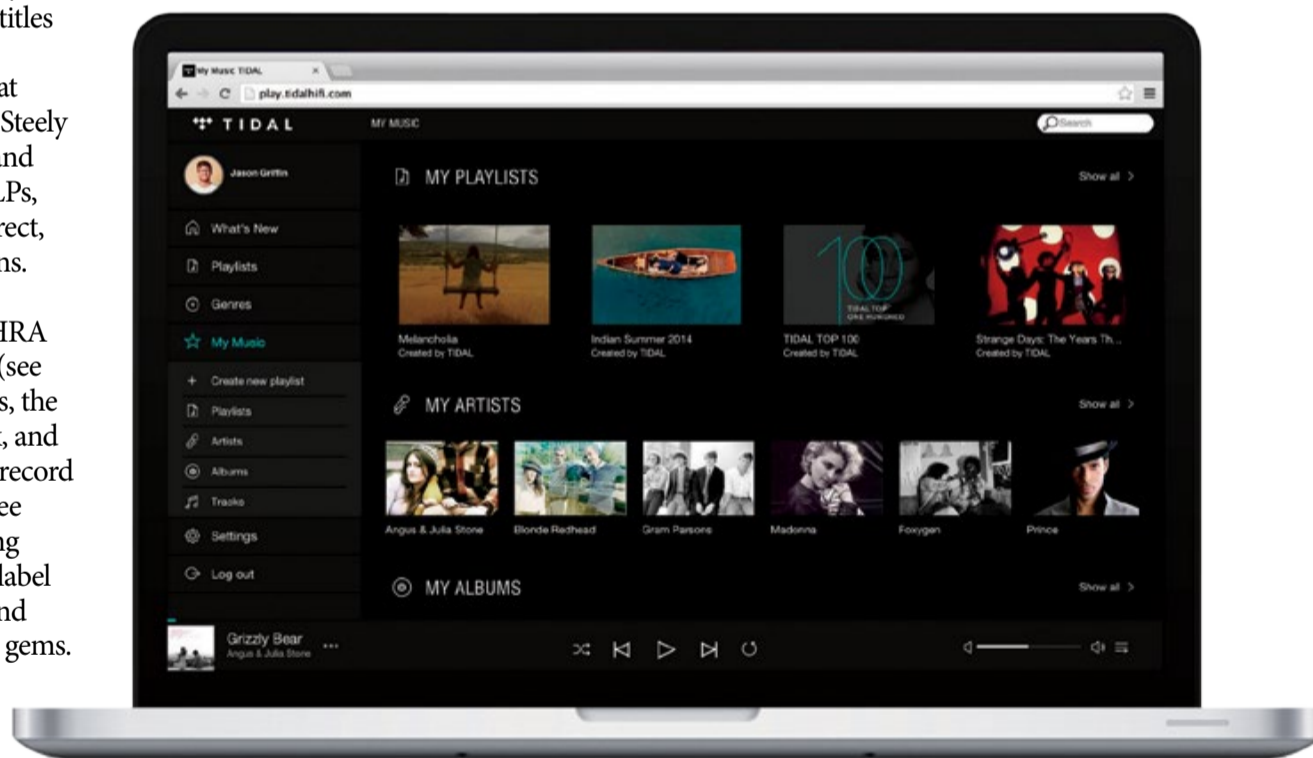 titles
at
Steely
and
LPs,
rect,
ns.
HRA
(see
s, the
, and
record
ee
ng
label
nd
gems.
My Music TIDAL
play.tidalhifi.com
TIDAL
MY MUSIC
Search
Jason Griffin
What's New
Playlists
Genres
My Music
+ Create new playlist
Playlists
Artists
Albums
Tracks
Settings
Log out
MY PLAYLISTS
Show all >
100
TIDAL TOP
ONE HUNDRED
Melancholia
Created by TIDAL
Indian Summer 2014
Created by TIDAL
TIDAL TOP 100
Created by TIDAL
Strange Days: The Years Th...
Created by TIDAL
MY ARTISTS
Show all >
Angus & Julia Stone
Blonde Redhead
Gram Parsons
Madonna
Foxygen
Prince
MY ALBUMS
Show all >
Grizzly Bear
Angus & Julia Stone